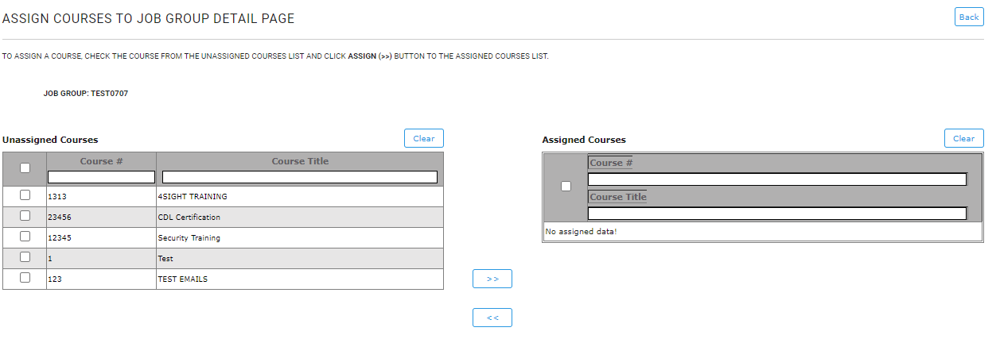 ASSIGN COURSES TO JOB GROUP DETAIL PAGE
Back
TO ASSIGN A COURSE, CHECK THE COURSE FROM THE UNASSIGNED COURSES LIST AND CLICK ASSIGN (>>) BUTTON TO THE ASSIGNED COURSES LIST.
JOB GROUP: TEST0707
Unassigned Courses
Clear
Course # Course Title
1313 4SIGHT TRAINING
23456 CDL Certification
12345 Security Training
1 Test
123 TEST EMAILS
>>
<<
Assigned Courses
Clear
Course #
Course Title
No assigned data!